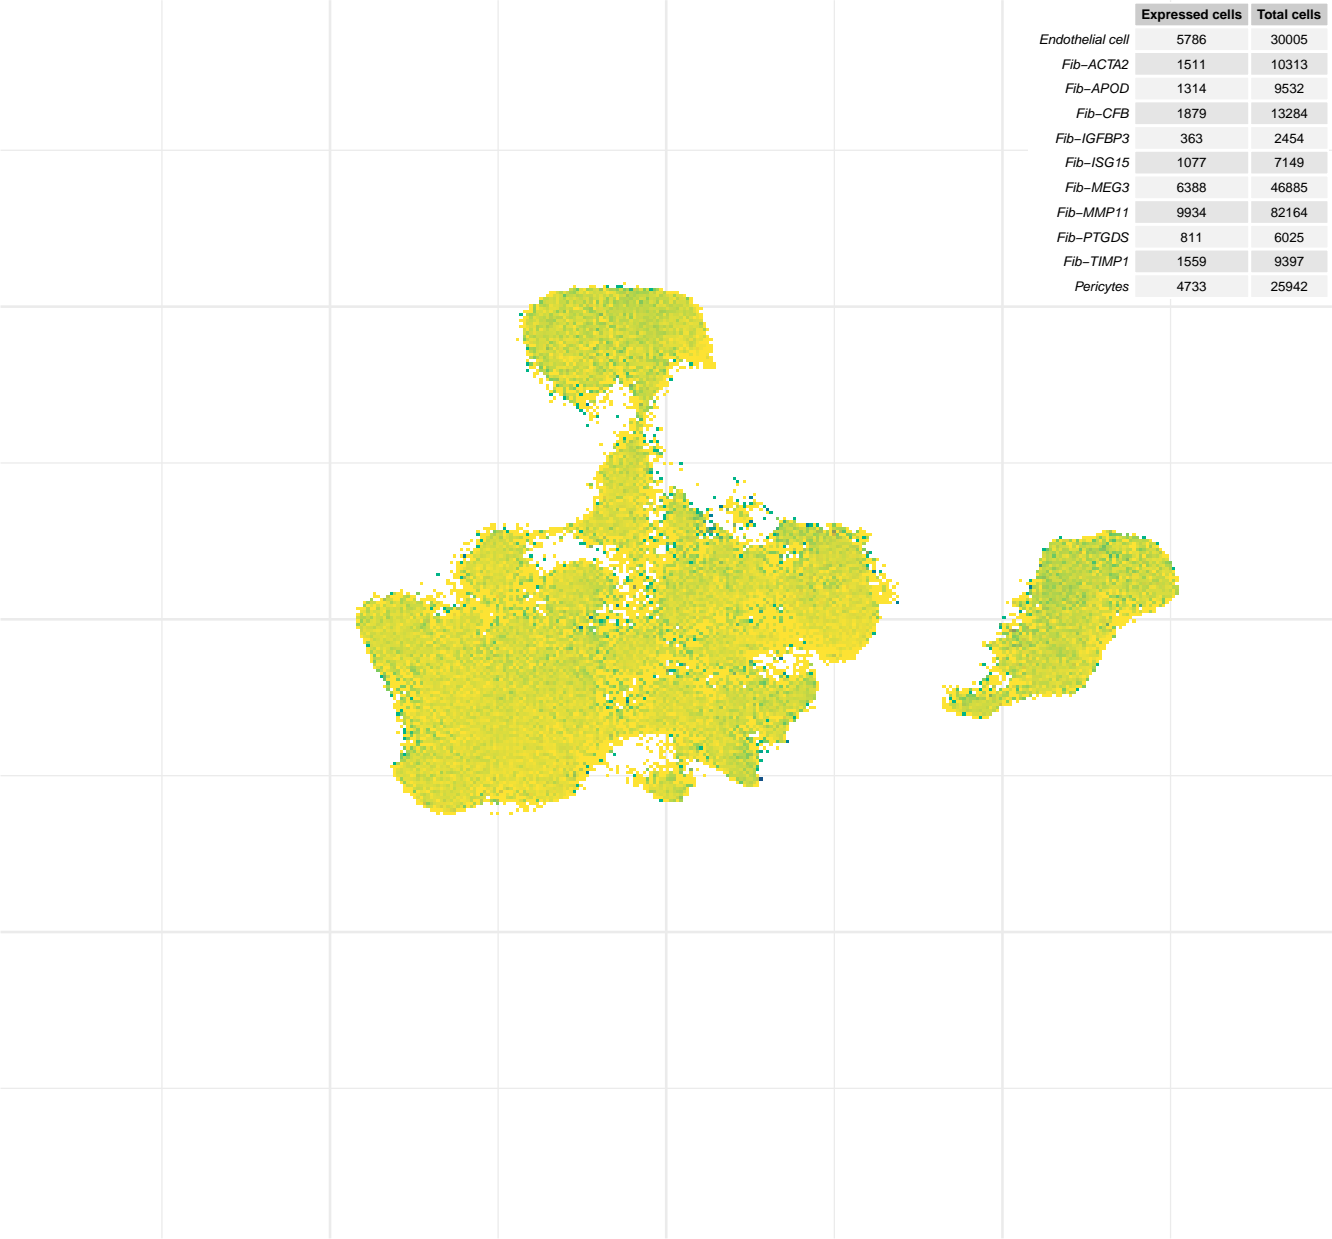 Expressed cells Total cells
Endothelial cell 5786 30005
Fib−ACTA2 1511 10313
Fib−APOD 1314 9532
Fib−CFB 1879 13284
Fib−IGFBP3 363 2454
Fib−ISG15 1077 7149
Fib−MEG3 6388 46885
Fib−MMP11 9934 82164
Fib−PTGDS 811 6025
Fib−TIMP1 1559 9397
Pericytes 4733 25942